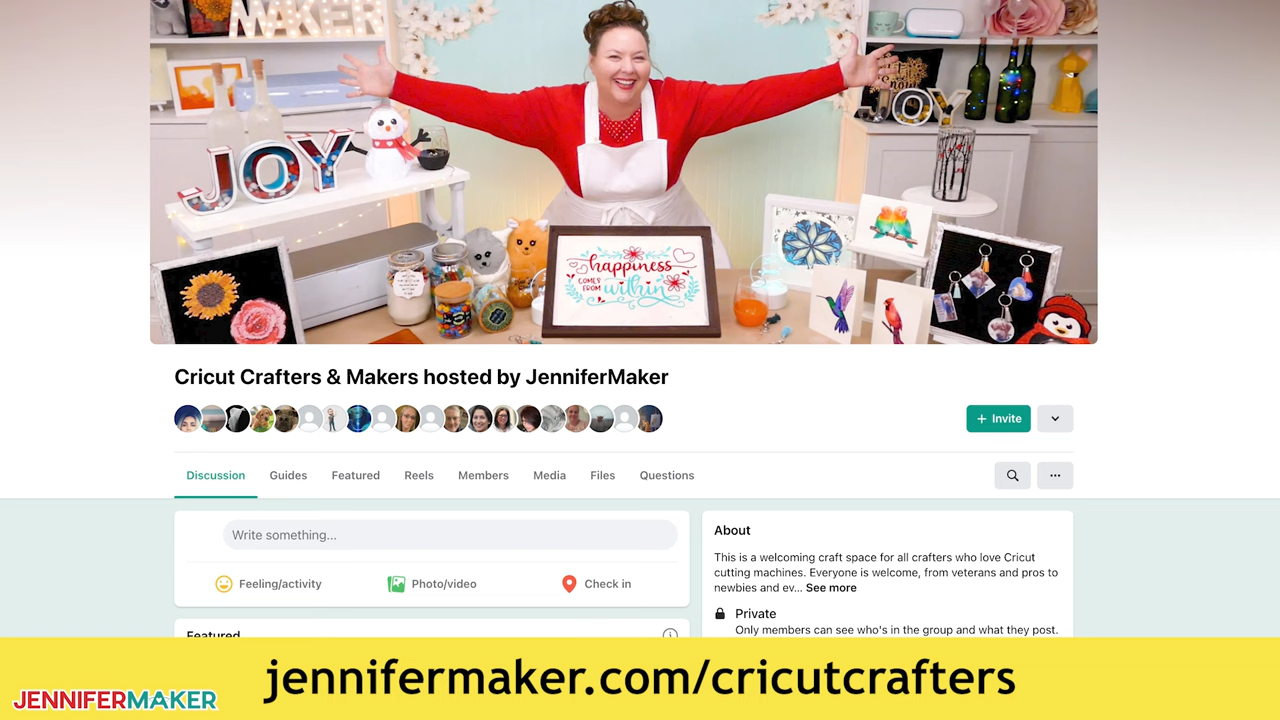 MAKER
JOY
JOY
happiness
COMES
FROM
within
Cricut Crafters & Makers hosted by JenniferMaker
+ Invite
Discussion Guides Featured Reels Members Media Files Questions
Write something...
Feeling/activity Photo/video Check in
Featured
About
This is a welcoming craft space for all crafters who love Cricut
cutting machines. Everyone is welcome, from veterans and pros to
newbies and ev... See more
Private
Only members can see who's in the group and what they post.
jennifermaker.com/cricutcrafters
JENNIFERMAKER